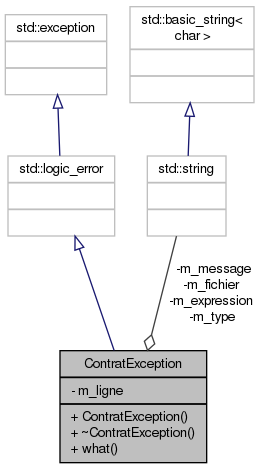 std::exception
std::basic_string<
char >
std::logic_error
std::string
-m_message
-m_fichier
-m_expression
-m_type
ContratException
- m_ligne
+ ContratException()
+ ~ContratException()
+ what()